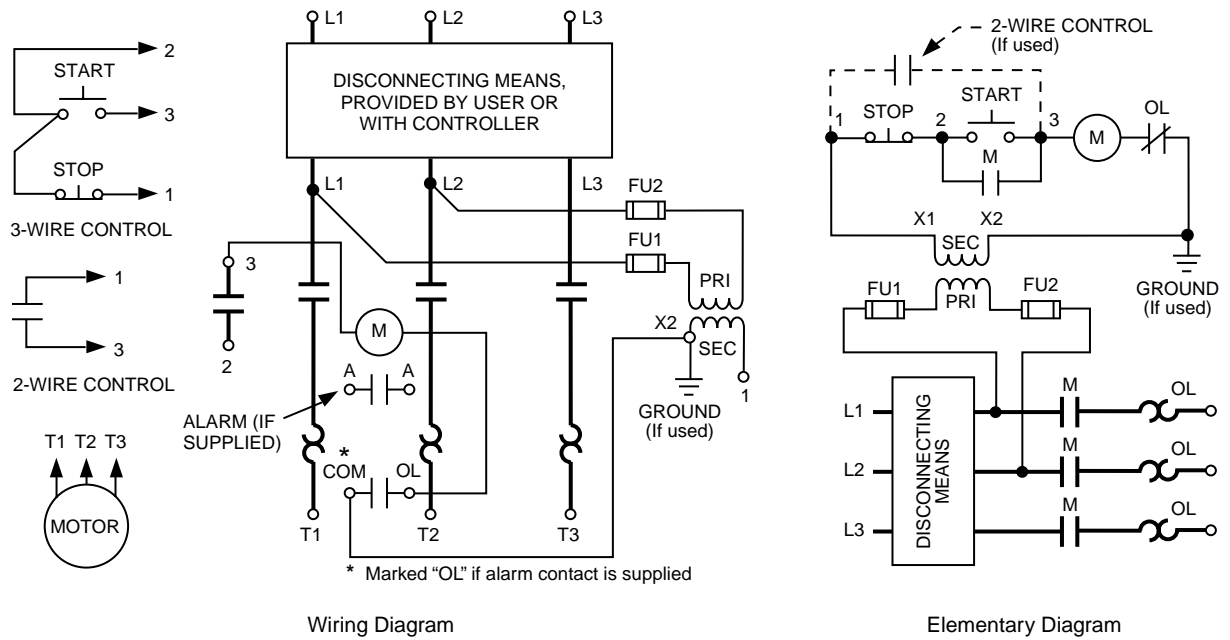 2
START
3
STOP
1
3-WIRE CONTROL
1
3
2-WIRE CONTROL
T1 T2 T3
MOTOR
L1
L2
L3
DISCONNECTING MEANS,
PROVIDED BY USER OR
WITH CONTROLLER
L1
L2
L3
FU2
FU1
3
2
PRI
X2
SEC
1
GROUND
(If used)
M
A
A
ALARM (IF
SUPPLIED)
*
COM
OL
T1
T2
T3
* Marked “OL” if alarm contact is supplied
Wiring Diagram
2-WIRE CONTROL
(If used)
1
STOP
2
START
3
M
OL
M
X1
X2
SEC
GROUND
(If used)
FU1
PRI
FU2
L1
L2
L3
DISCONNECTING
MEANS
M
OL
M
OL
M
OL
Elementary Diagram